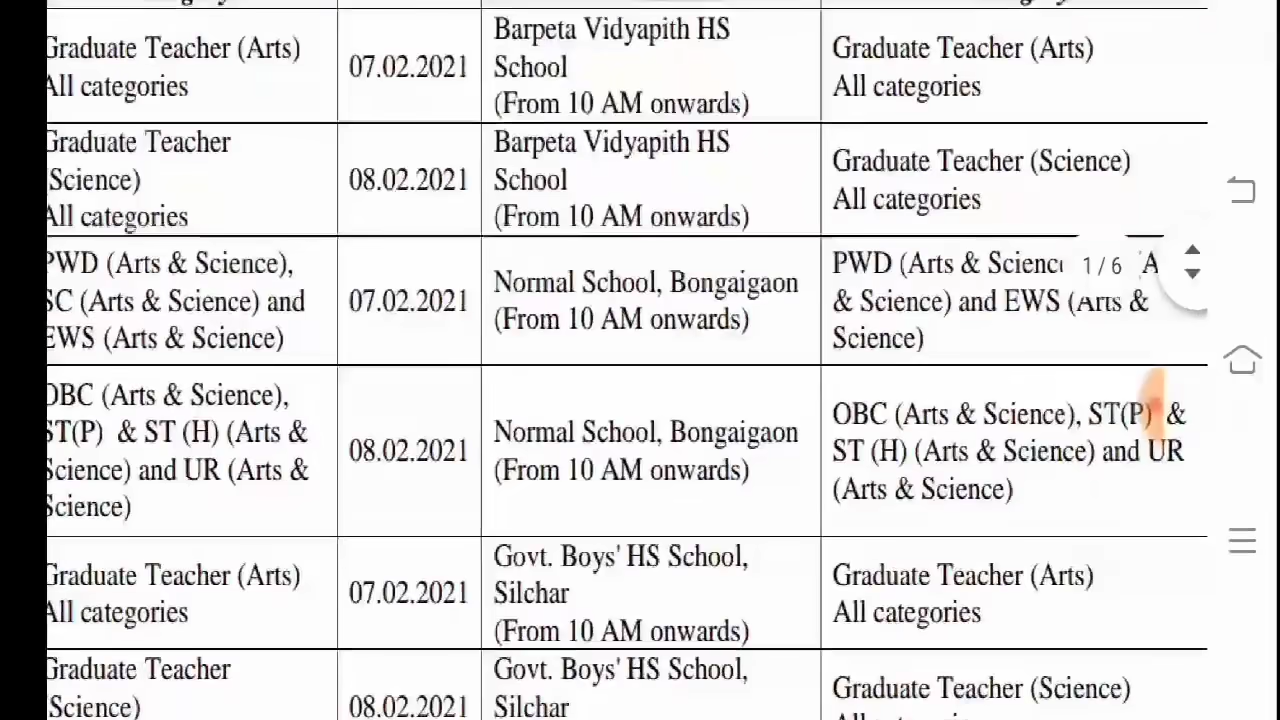 Graduate Teacher (Arts)
All categories
07.02.2021
Barpeta Vidyapith HS
School
(From 10 AM onwards)
Graduate Teacher (Arts)
All categories
Graduate Teacher
(Science)
All categories
08.02.2021
Barpeta Vidyapith HS
School
(From 10 AM onwards)
Graduate Teacher (Science)
All categories
PWD (Arts & Science),
SC (Arts & Science) and
EWS (Arts & Science)
07.02.2021
Normal School, Bongaigaon
(From 10 AM onwards)
PWD (Arts & Science
& Science) and EWS (Arts &
Science)
1/6
OBC (Arts & Science),
ST(P) & ST (H) (Arts &
Science) and UR (Arts &
Science)
08.02.2021
Normal School, Bongaigaon
(From 10 AM onwards)
OBC (Arts & Science), ST(P) &
ST (H) (Arts & Science) and UR
(Arts & Science)
Graduate Teacher (Arts)
All categories
07.02.2021
Govt. Boys' HS School,
Silchar
(From 10 AM onwards)
Graduate Teacher (Arts)
All categories
Graduate Teacher
(Science)
08.02.2021
Govt. Boys' HS School,
Silchar
Graduate Teacher (Science)